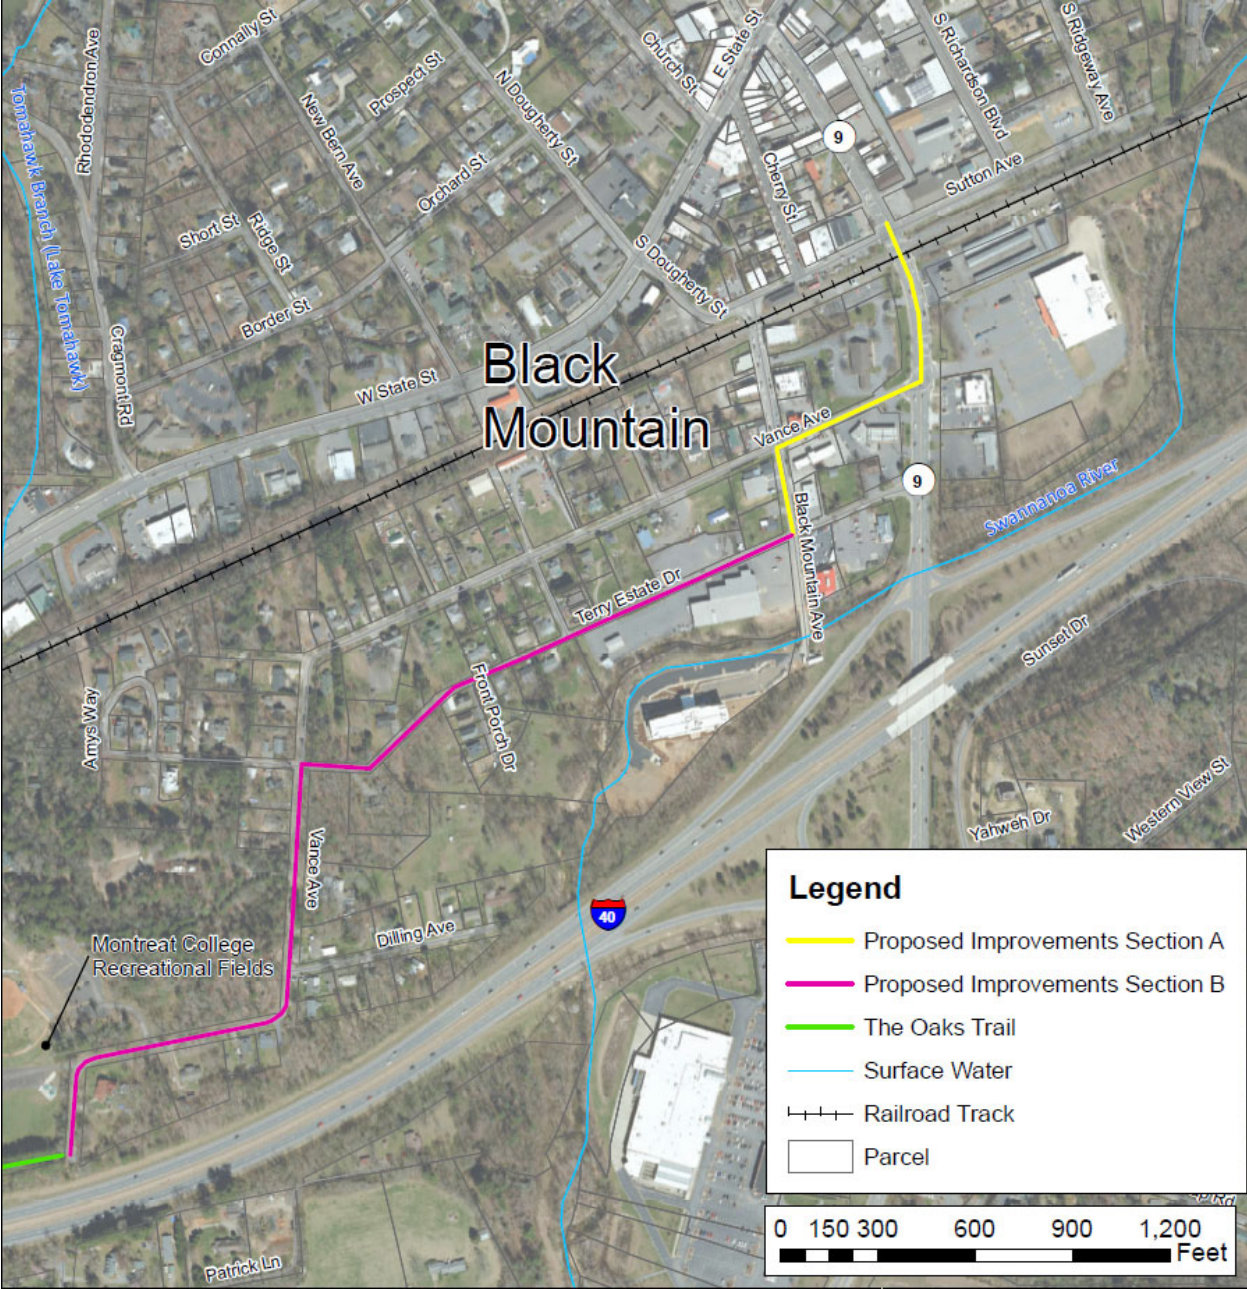 Connally St
Rhododendron Ave
Prospect St
New Bern Ave
N Dougherty St
Church St
E State St
S Richardson Blvd
S Ridgeway Ave
9
Cherry St
Sutton Ave
Orchard St
Tomahawk Branch (Lake Tomahawk)
Short St
Ridge St
S Dougherty St
Border St
Cragmont Rd
W State St
Black
Mountain
Vance Ave
9
Swannanoa River
Black Mountain Ave
Terry Estate Dr
Sunset Dr
Front Porch Dr
Amys Way
Western View St
Yahweh Dr
Vance Ave
Dilling Ave
40
Montreat College
Recreational Fields
Patrick Ln
Legend
Proposed Improvements Section A
Proposed Improvements Section B
The Oaks Trail
Surface Water
Railroad Track
Parcel
Rd
0 150 300 600 900 1,200
Feet